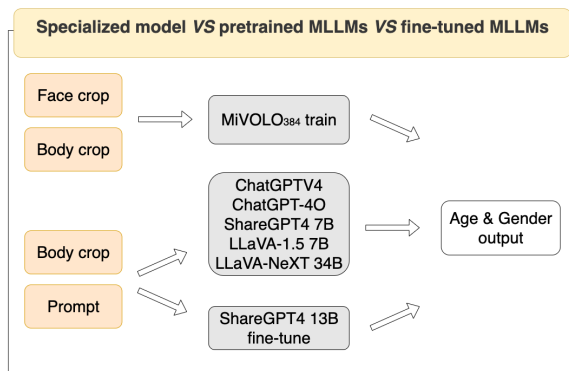 Specialized model VS pretrained MLLMs VS fine-tuned MLLMs
Face crop
Body crop
MiVOLO384 train
Body crop
Prompt
ChatGPTV4
ChatGPT-4O
ShareGPT4 7B
LLaVA-1.5 7B
LLaVA-NeXT 34B
ShareGPT4 13B
fine-tune
Age & Gender
output